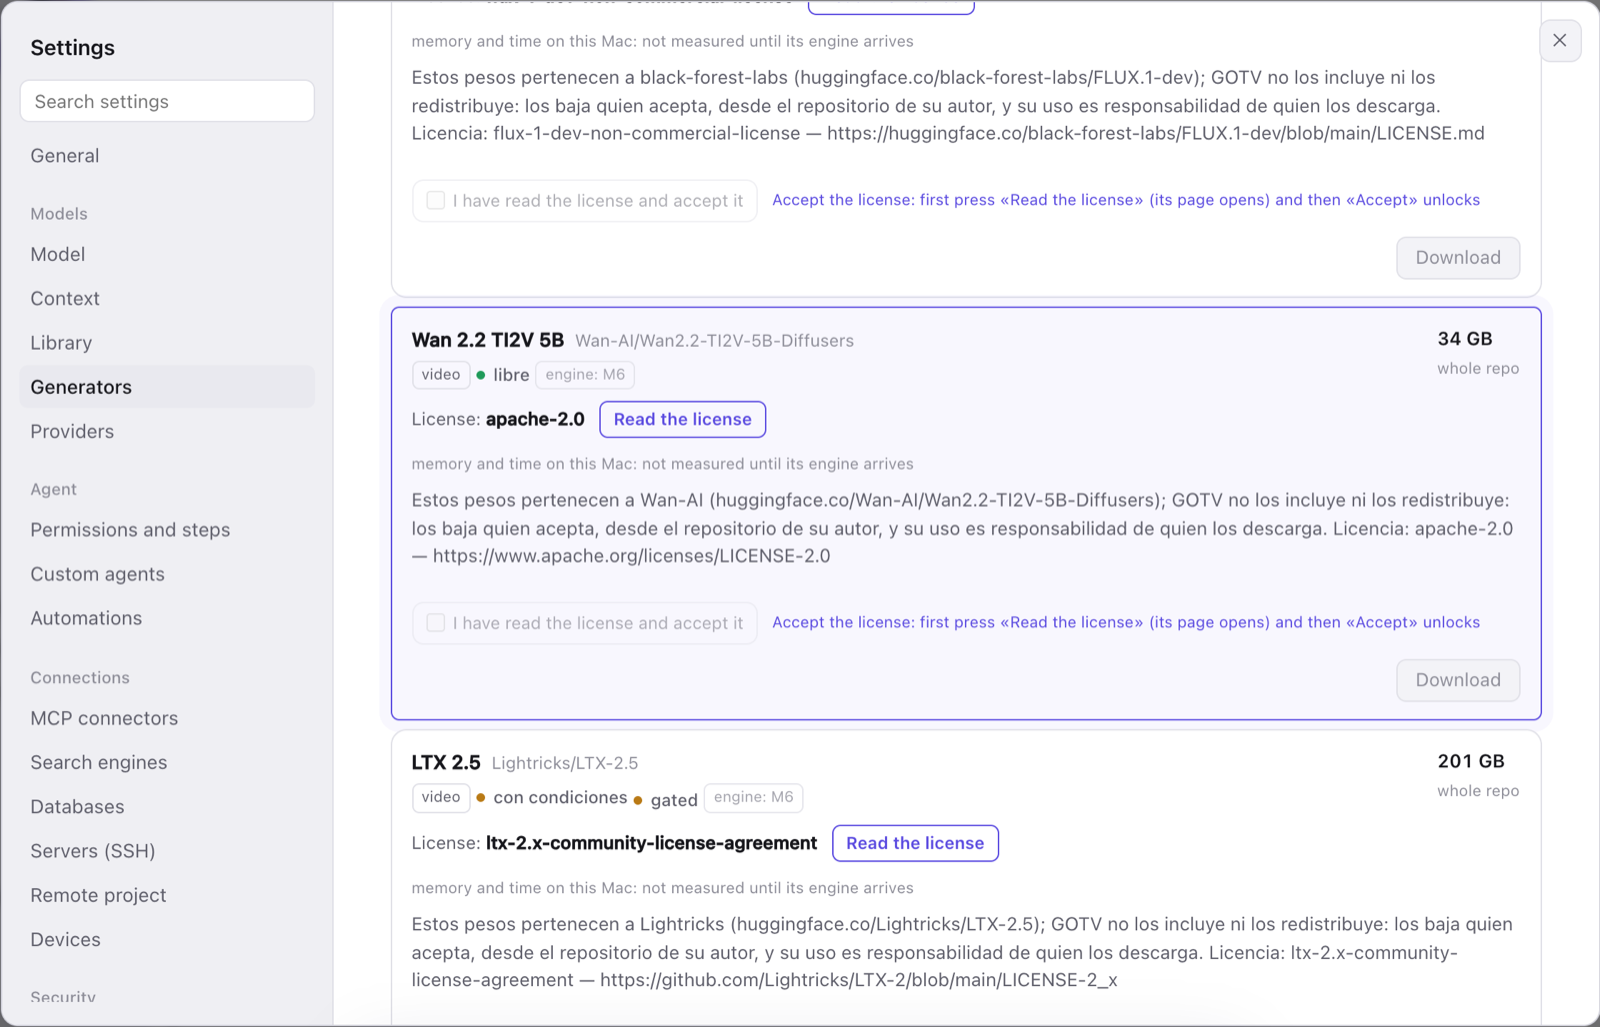 Settings
Search settings
General
Models
Model
Context
Library
Generators
Providers
Agent
Permissions and steps
Custom agents
Automations
Connections
MCP connectors
Search engines
Databases
Servers (SSH)
Remote project
Devices
Security
memory and time on this Mac: not measured until its engine arrives
Estos pesos pertenecen a black-forest-labs (huggingface.co/black-forest-labs/FLUX.1-dev); GOTV no los incluye ni los
redistribuye: los baja quien acepta, desde el repositorio de su autor, y su uso es responsabilidad de quien los descarga.
Licencia: flux-1-dev-non-commercial-license — https://huggingface.co/black-forest-labs/FLUX.1-dev/blob/main/LICENSE.md
I have read the license and accept it
Accept the license: first press «Read the license» (its page opens) and then «Accept» unlocks
Download
Wan 2.2 TI2V 5B Wan-AI/Wan2.2-TI2V-5B-Diffusers
34 GB
whole repo
video libre engine: M6
License: apache-2.0 Read the license
memory and time on this Mac: not measured until its engine arrives
Estos pesos pertenecen a Wan-AI (huggingface.co/Wan-AI/Wan2.2-TI2V-5B-Diffusers); GOTV no los incluye ni los redistribuye:
los baja quien acepta, desde el repositorio de su autor, y su uso es responsabilidad de quien los descarga. Licencia: apache-2.0
— https://www.apache.org/licenses/LICENSE-2.0
I have read the license and accept it
Accept the license: first press «Read the license» (its page opens) and then «Accept» unlocks
Download
LTX 2.5 Lightricks/LTX-2.5
201 GB
whole repo
video con condiciones gated engine: M6
License: ltx-2.x-community-license-agreement Read the license
memory and time on this Mac: not measured until its engine arrives
Estos pesos pertenecen a Lightricks (huggingface.co/Lightricks/LTX-2.5); GOTV no los incluye ni los redistribuye: los baja quien
acepta, desde el repositorio de su autor, y su uso es responsabilidad de quien los descarga. Licencia: ltx-2.x-community-
license-agreement — https://github.com/Lightricks/LTX-2/blob/main/LICENSE-2_x